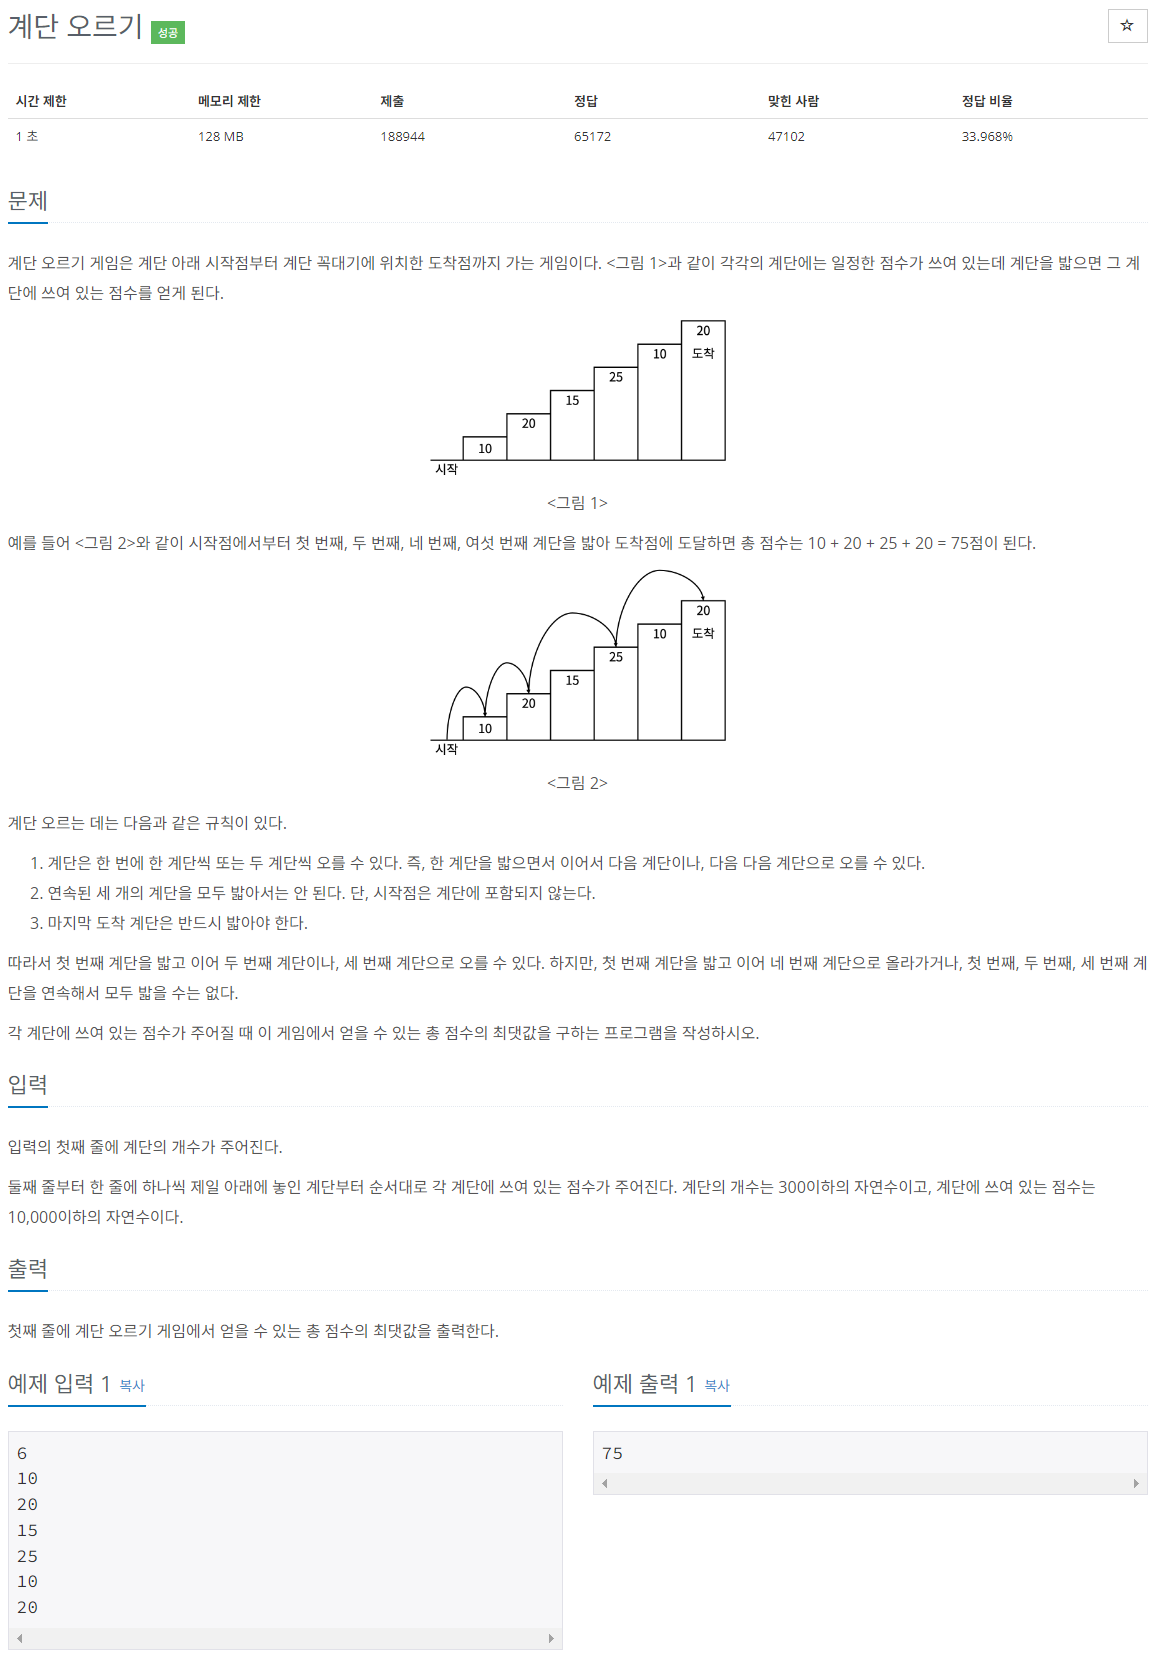 계단 오르기 성공
☆
시간 제한 메모리 제한 제출 정답 맞힌 사람 정답 비율
1 초 128 MB 188944 65172 47102 33.968%
문제
계단 오르기 게임은 계단 아래 시작점부터 계단 꼭대기에 위치한 도착점까지 가는 게임이다. <그림 1>과 같이 각각의 계단에는 일정한 점수가 쓰여 있는데 계단을 밟으면 그 계
단에 쓰여 있는 점수를 얻게 된다.
20
도착
10
25
15
20
10
시작
<그림 1>
예를 들어 <그림 2>와 같이 시작점에서부터 첫 번째, 두 번째, 네 번째, 여섯 번째 계단을 밟아 도착점에 도달하면 총 점수는 10 + 20 + 25 + 20 = 75점이 된다.
20
도착
10
25
15
20
10
시작
<그림 2>
계단 오르는 데는 다음과 같은 규칙이 있다.
1. 계단은 한 번에 한 계단씩 또는 두 계단씩 오를 수 있다. 즉, 한 계단을 밟으면서 이어서 다음 계단이나, 다음 다음 계단으로 오를 수 있다.
2. 연속된 세 개의 계단을 모두 밟아서는 안 된다. 단, 시작점은 계단에 포함되지 않는다.
3. 마지막 도착 계단은 반드시 밟아야 한다.
따라서 첫 번째 계단을 밟고 이어 두 번째 계단이나, 세 번째 계단으로 오를 수 있다. 하지만, 첫 번째 계단을 밟고 이어 네 번째 계단으로 올라가거나, 첫 번째, 두 번째, 세 번째 계
단을 연속해서 모두 밟을 수는 없다.
각 계단에 쓰여 있는 점수가 주어질 때 이 게임에서 얻을 수 있는 총 점수의 최댓값을 구하는 프로그램을 작성하시오.
입력
입력의 첫째 줄에 계단의 개수가 주어진다.
둘째 줄부터 한 줄에 하나씩 제일 아래에 놓인 계단부터 순서대로 각 계단에 쓰여 있는 점수가 주어진다. 계단의 개수는 300이하의 자연수이고, 계단에 쓰여 있는 점수는
10,000이하의 자연수이다.
출력
첫째 줄에 계단 오르기 게임에서 얻을 수 있는 총 점수의 최댓값을 출력한다.
예제 입력 1 복사
6
10
20
15
25
10
20
예제 출력 1 복사
75